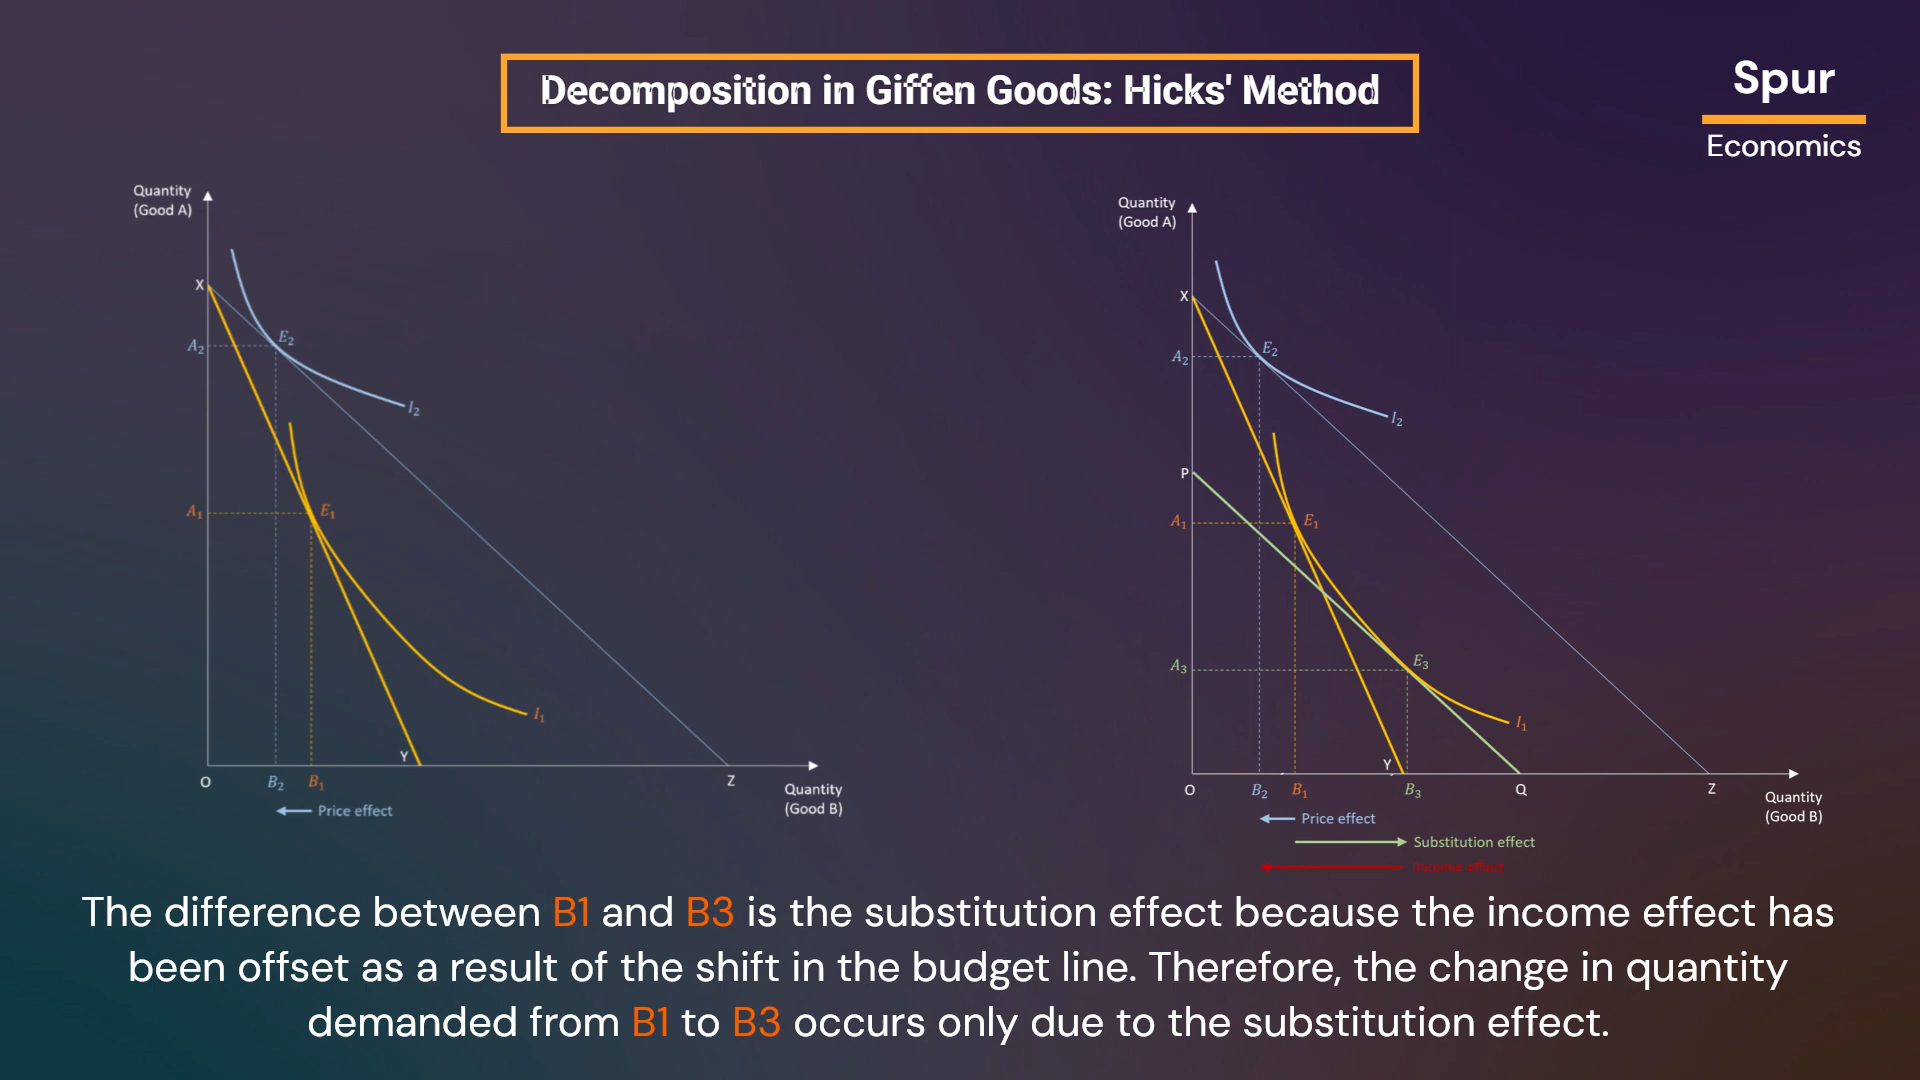 Decomposition in Giffen Goods: Hicks' Method
Spur
Economics
Quantity
(Good A)
X
A₂
E₂
I₂
A₁
E₁
I₁
Y
O
B₂
B₁
Z
Quantity
(Good B)
Price effect
Quantity
(Good A)
X
A₂
E₂
I₂
P
A₁
E₁
A₃
E₃
I₁
Y
O
B₂
B₁
B₃
Q
Z
Quantity
(Good B)
Price effect
Substitution effect
Income effect
The difference between B1 and B3 is the substitution effect because the income effect has
been offset as a result of the shift in the budget line. Therefore, the change in quantity
demanded from B1 to B3 occurs only due to the substitution effect.